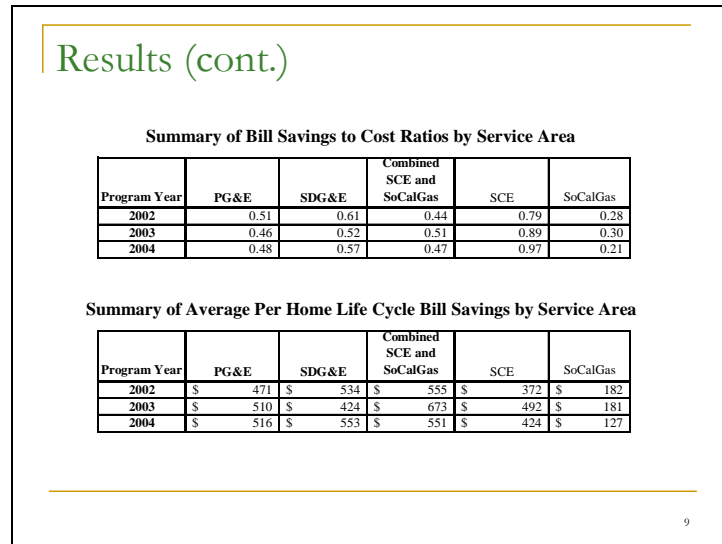 Results (cont.)
Summary of Bill Savings to Cost Ratios by Service Area
Program Year PG&E SDG&E Combined SCE and SoCalGas SCE SoCalGas
2002 0.51 0.61 0.44 0.79 0.28
2003 0.46 0.52 0.51 0.89 0.30
2004 0.48 0.57 0.47 0.97 0.21
Summary of Average Per Home Life Cycle Bill Savings by Service Area
Program Year PG&E SDG&E Combined SCE and SoCalGas SCE SoCalGas
2002 $ 471 $ 534 $ 555 $ 372 $ 182
2003 $ 510 $ 424 $ 673 $ 492 $ 181
2004 $ 516 $ 553 $ 551 $ 424 $ 127
9